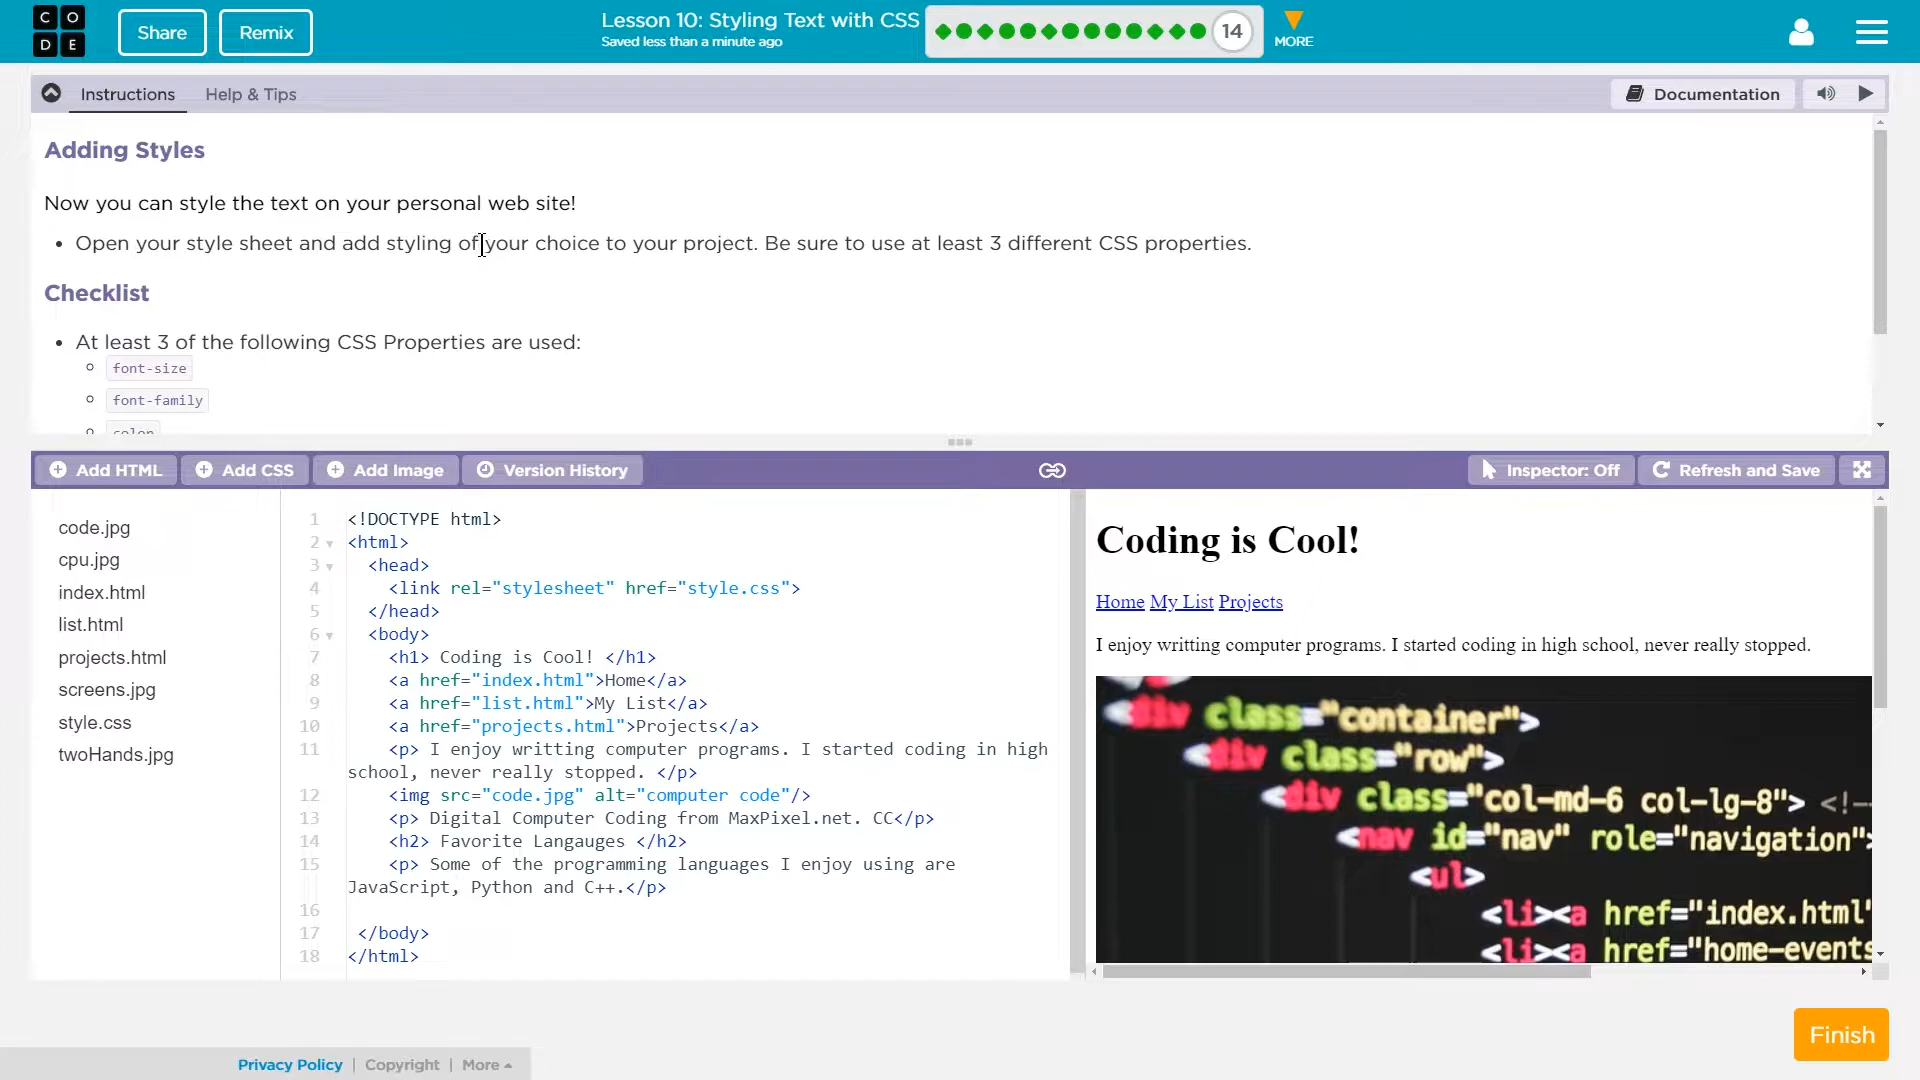 CODE
Share
Remix
Lesson 10: Styling Text with CSS
Saved less than a minute ago
14
MORE
Instructions
Help & Tips
Documentation
Adding Styles
Now you can style the text on your personal web site!
• Open your style sheet and add styling of your choice to your project. Be sure to use at least 3 different CSS properties.
Checklist
• At least 3 of the following CSS Properties are used:
font-size
font-family
color
Add HTML
Add CSS
Add Image
Version History
Inspector: Off
Refresh and Save
code.jpg
cpu.jpg
index.html
list.html
projects.html
screens.jpg
style.css
twoHands.jpg
1 <!DOCTYPE html>
2 <html>
3 <head>
4 <link rel="stylesheet" href="style.css">
5 </head>
6 <body>
7 <h1> Coding is Cool! </h1>
8 <a href="index.html">Home</a>
9 <a href="list.html">My List</a>
10 <a href="projects.html">Projects</a>
11 <p> I enjoy writting computer programs. I started coding in high
school, never really stopped. </p>
12 <img src="code.jpg" alt="computer code"/>
13 <p> Digital Computer Coding from MaxPixel.net. CC</p>
14 <h2> Favorite Langauges </h2>
15 <p> Some of the programming languages I enjoy using are
JavaScript, Python and C++.</p>
16
17 </body>
18 </html>
Coding is Cool!
Home My List Projects
I enjoy writting computer programs. I started coding in high school, never really stopped.
<div class="container">
<div class="row">
<div class="col-md-6 col-lg-8"> <!--
<nav id="nav" role="navigation">
<ul>
<li><a href="index.html"
<li><a href="home-events
Finish
Privacy Policy | Copyright | More